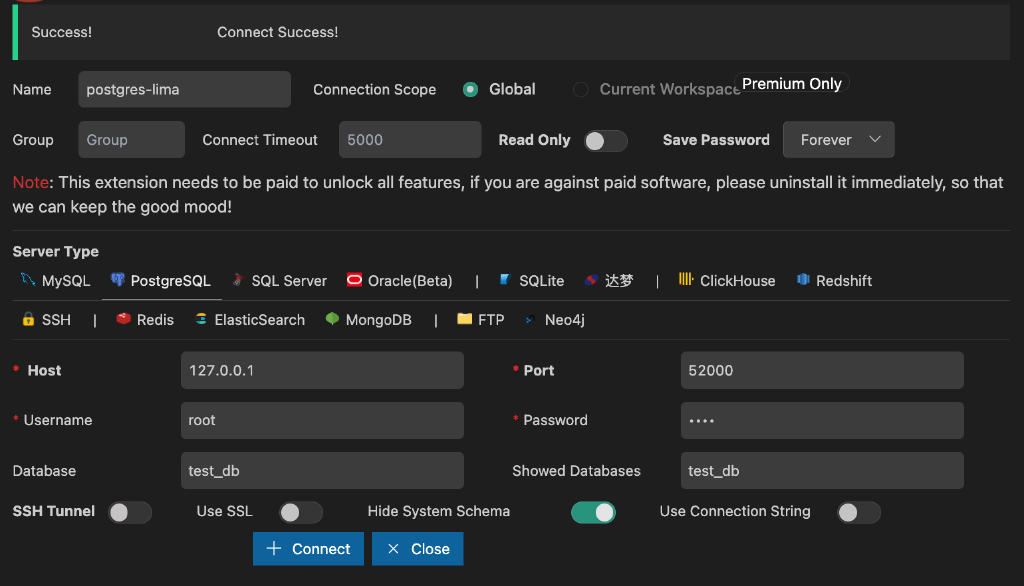 Success! Connect Success!
Name postgres-lima Connection Scope Global Current Workspace Premium Only
Group Group Connect Timeout 5000 Read Only Save Password Forever
Note: This extension needs to be paid to unlock all features, if you are against paid software, please uninstall it immediately, so that
we can keep the good mood!
Server Type
MySQL PostgreSQL SQL Server Oracle(Beta) | SQLite 达梦 | ClickHouse Redshift
SSH | Redis ElasticSearch MongoDB | FTP Neo4j
* Host 127.0.0.1 * Port 52000
* Username root * Password ••••
Database test_db Showed Databases test_db
SSH Tunnel Use SSL Hide System Schema Use Connection String
+ Connect × Close